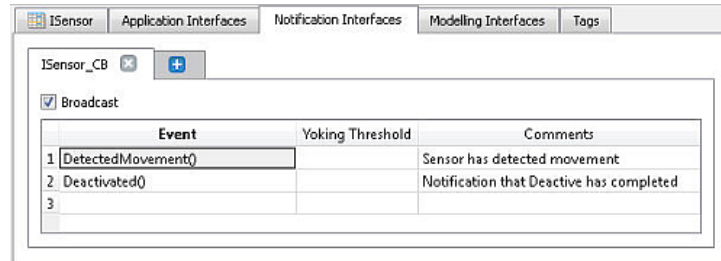 ISensor Application Interfaces Notification Interfaces Modelling Interfaces Tags
ISensor_CB
Broadcast
Event Yoking Threshold Comments
1 DetectedMovement() Sensor has detected movement
2 Deactivated() Notification that Deactive has completed
3